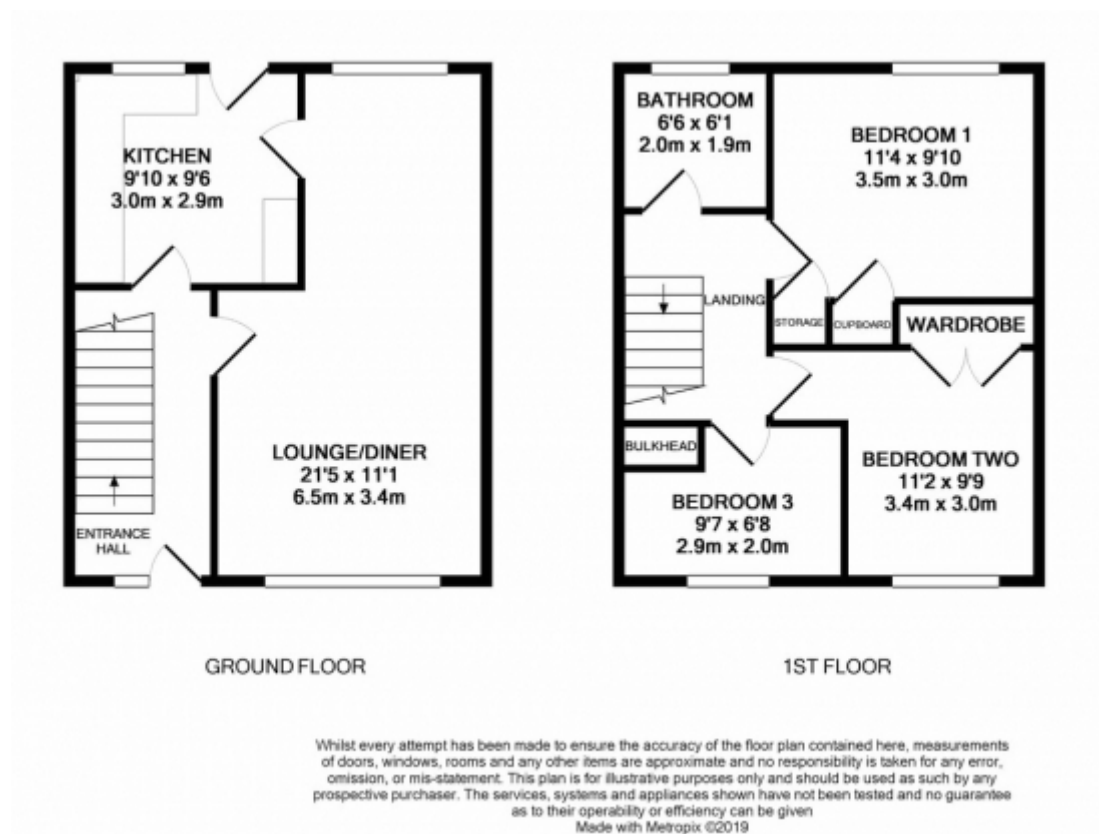 KITCHEN
9'10 x 9'6
3.0m x 2.9m
LOUNGE/DINER
21'5 x 11'1
6.5m x 3.4m
ENTRANCE
HALL
GROUND FLOOR
BATHROOM
6'6 x 6'1
2.0m x 1.9m
BEDROOM 1
11'4 x 9'10
3.5m x 3.0m
LANDING
STORAGE
CUPBOARD
WARDROBE
BULKHEAD
BEDROOM TWO
11'2 x 9'9
3.4m x 3.0m
BEDROOM 3
9'7 x 6'8
2.9m x 2.0m
1ST FLOOR
Whilst every attempt has been made to ensure the accuracy of the floor plan contained here, measurements
of doors, windows, rooms and any other items are approximate and no responsibility is taken for any error,
omission, or mis-statement. This plan is for illustrative purposes only and should be used as such by any
prospective purchaser. The services, systems and appliances shown have not been tested and no guarantee
as to their operability or efficiency can be given
Made with Metropix ©2019